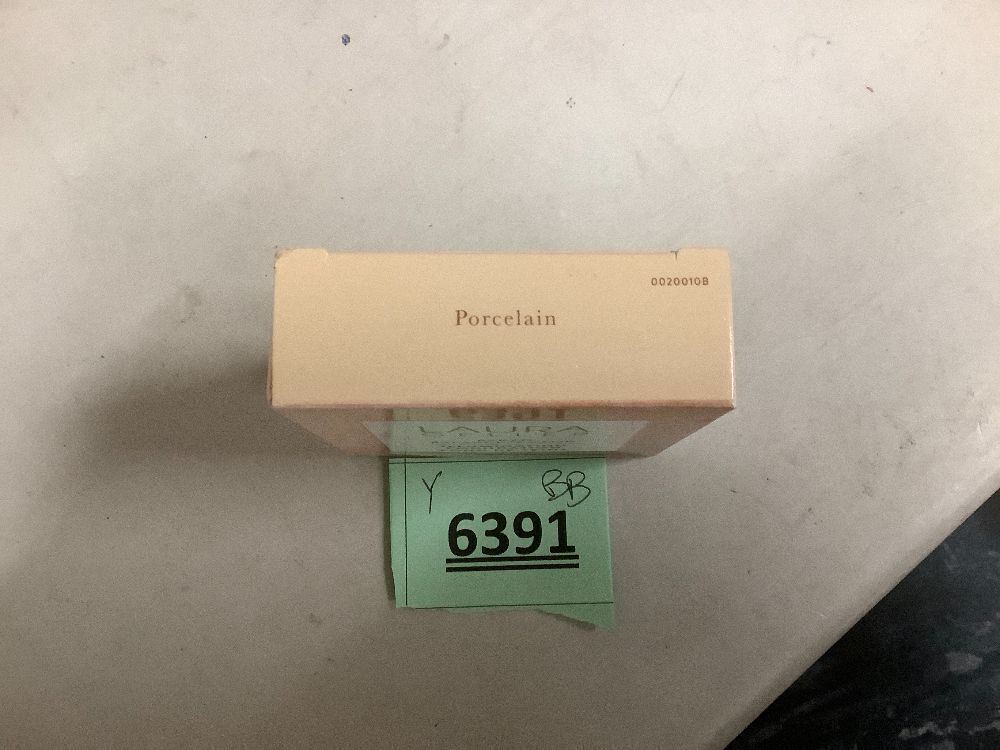 0020010B
Porcelain
LAURA
Y BB
6391